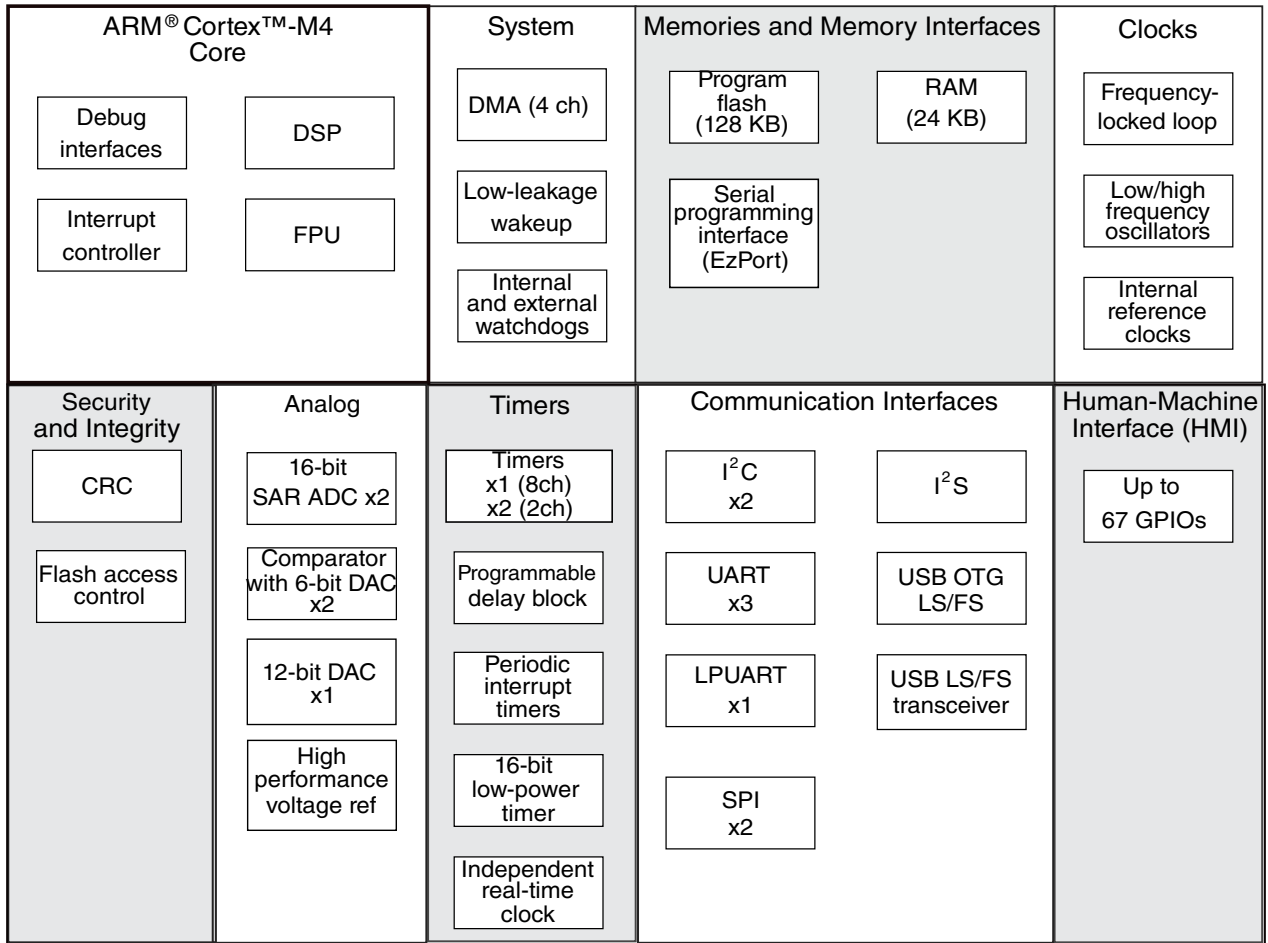 ARM® Cortex™-M4
Core
Debug
interfaces
DSP
Interrupt
controller
FPU
System
DMA (4 ch)
Low-leakage
wakeup
Internal
and external
watchdogs
Memories and Memory Interfaces
Program
flash
(128 KB)
RAM
(24 KB)
Serial
programming
interface
(EzPort)
Clocks
Frequency-
locked loop
Low/high
frequency
oscillators
Internal
reference
clocks
Security
and Integrity
CRC
Flash access
control
Analog
16-bit
SAR ADC x2
Comparator
with 6-bit DAC
x2
12-bit DAC
x1
High
performance
voltage ref
Timers
Timers
x1 (8ch)
x2 (2ch)
Programmable
delay block
Periodic
interrupt
timers
16-bit
low-power
timer
Independent
real-time
clock
Communication Interfaces
I²C
x2
I²S
UART
x3
USB OTG
LS/FS
LPUART
x1
USB LS/FS
transceiver
SPI
x2
Human-Machine
Interface (HMI)
Up to
67 GPIOs